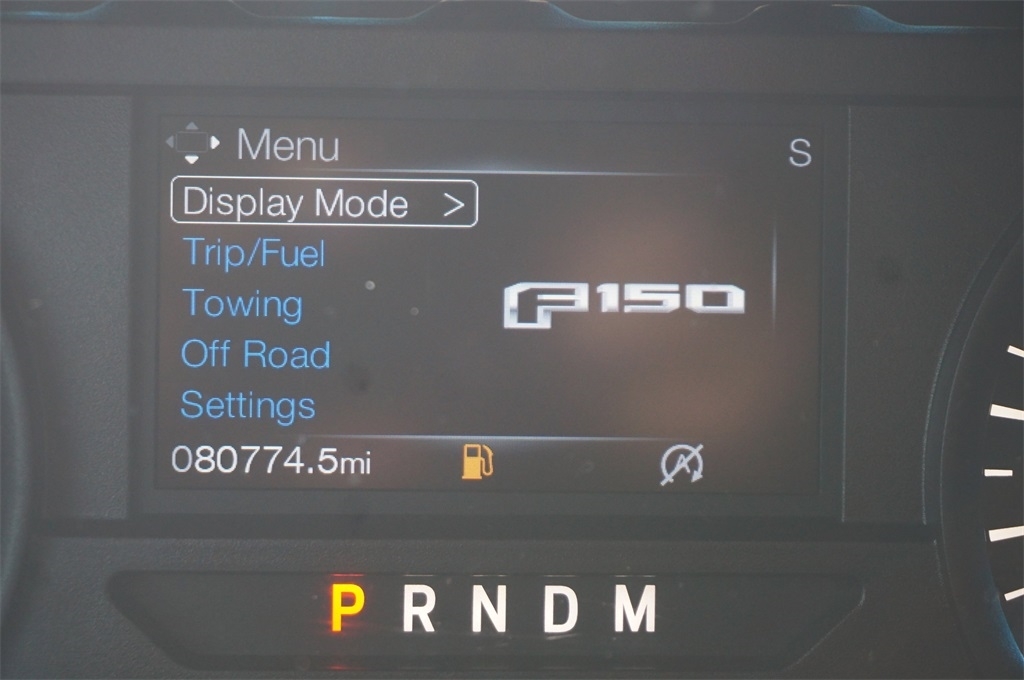 Menu
S
Display Mode >
Trip/Fuel
Towing
F150
Off Road
Settings
080774.5mi
A
P R N D M